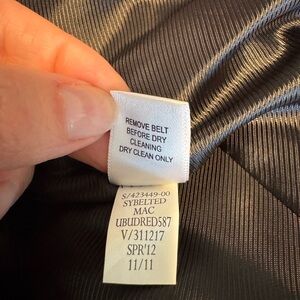 REMOVE BELT
BEFORE DRY
CLEANING
DRY CLEAN ONLY
S/423449-00
SYBELTED
MAC
UBUDRED587
V/311217
SPR'12
11/11